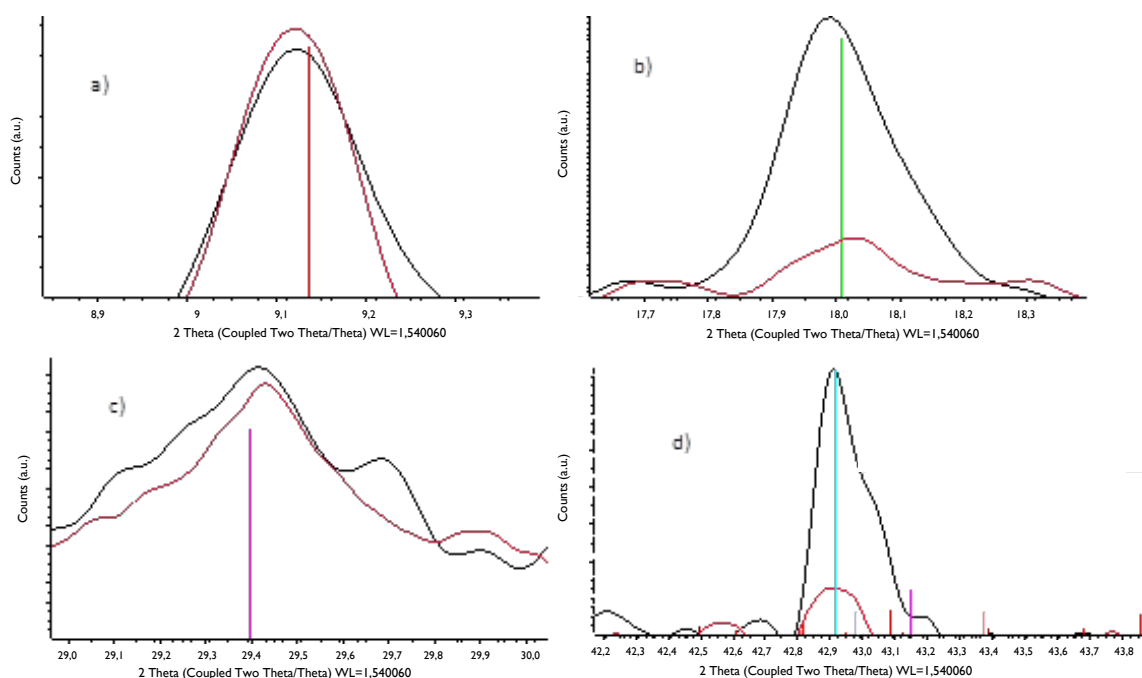 a)
Counts (a.u.)
8,9 9 9,1 9,2 9,3
2 Theta (Coupled Two Theta/Theta) WL=1,540060
b)
Counts (a.u.)
17,7 17,8 17,9 18,0 18,1 18,2 18,3
2 Theta (Coupled Two Theta/Theta) WL=1,540060
c)
Counts (a.u.)
29,0 29,1 29,2 29,3 29,4 29,5 29,6 29,7 29,8 29,9 30,0
2 Theta (Coupled Two Theta/Theta) WL=1,540060
d)
Counts (a.u.)
42,2 42,3 42,4 42,5 42,6 42,7 42,8 42,9 43,0 43,1 43,2 43,3 43,4 43,5 43,6 43,7 43,8
2 Theta (Coupled Two Theta/Theta) WL=1,540060